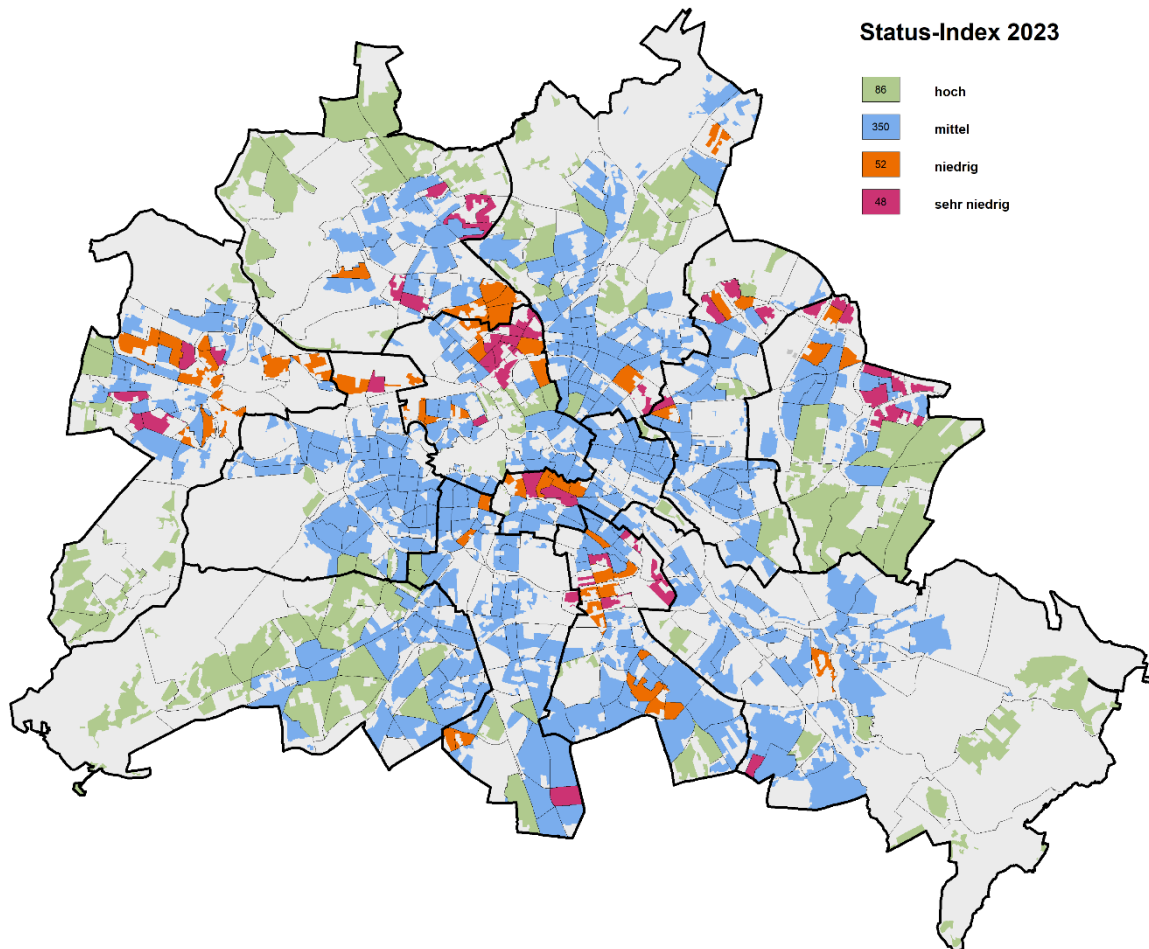 Status-Index 2023
86 hoch
350 mittel
52 niedrig
48 sehr niedrig